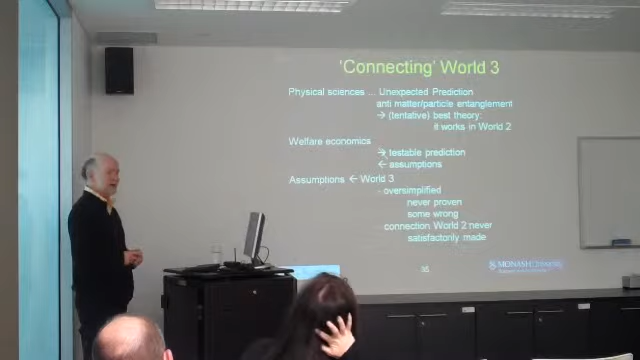 'Connecting' World 3
Physical sciences ... Unexpected Prediction
anti matter/particle entanglement
→ (tentative) best theory:
it works in World 2
Welfare economics
→ testable prediction
← assumptions
Assumptions ← World 3
- oversimplified
never proven
some wrong
connection World 2 never
satisfactorily made
MONASH